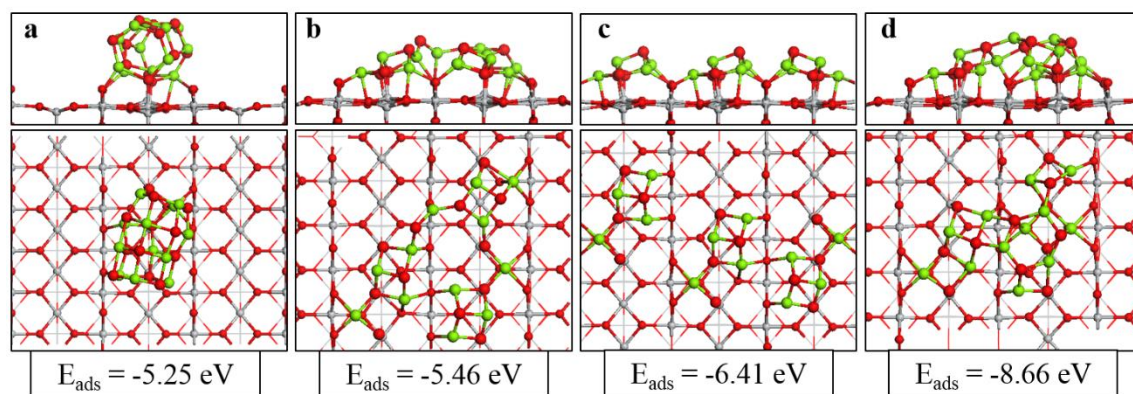 a
b
c
d
E_ads = -5.25 eV
E_ads = -5.46 eV
E_ads = -6.41 eV
E_ads = -8.66 eV